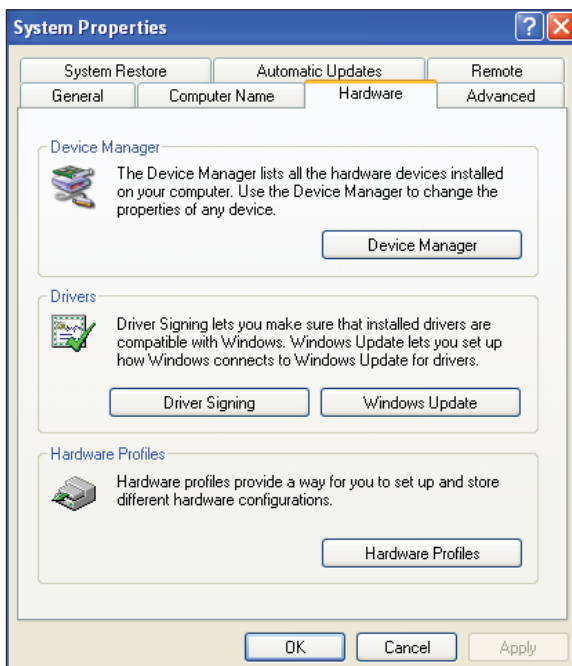 System Properties
System Restore Automatic Updates Remote
General Computer Name Hardware Advanced
Device Manager
The Device Manager lists all the hardware devices installed
on your computer. Use the Device Manager to change the
properties of any device.
Device Manager
Drivers
Driver Signing lets you make sure that installed drivers are
compatible with Windows. Windows Update lets you set up
how Windows connects to Windows Update for drivers.
Driver Signing Windows Update
Hardware Profiles
Hardware profiles provide a way for you to set up and store
different hardware configurations.
Hardware Profiles
OK Cancel Apply